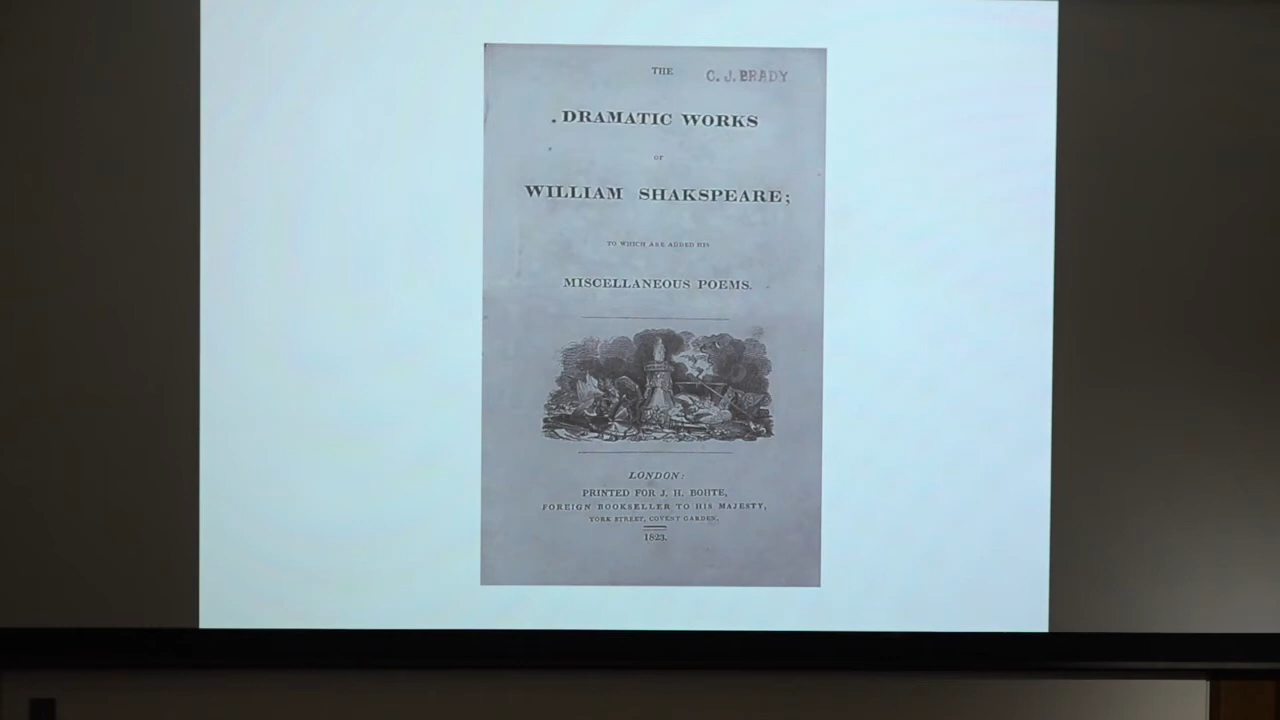 THE
C. J. BRADY
DRAMATIC WORKS
OF
WILLIAM SHAKSPEARE;
TO WHICH ARE ADDED HIS
MISCELLANEOUS POEMS.
LONDON:
PRINTED FOR J. H. BOHTE,
FOREIGN BOOKSELLER TO HIS MAJESTY,
YORK STREET, COVENT GARDEN.
1823.